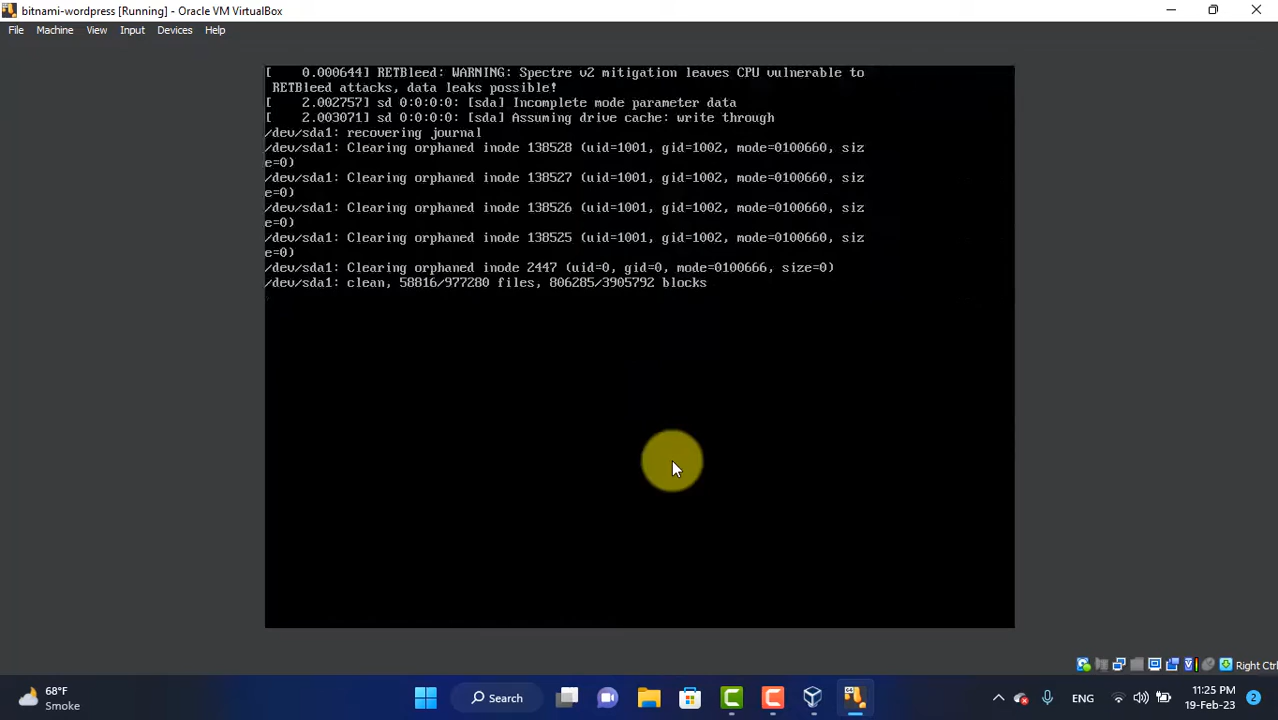 bitnami-wordpress [Running] - Oracle VM VirtualBox
File Machine View Input Devices Help
[    0.000644] RETBleed: WARNING: Spectre v2 mitigation leaves CPU vulnerable to
 RETBleed attacks, data leaks possible!
[    2.002757] sd 0:0:0:0: [sda] Incomplete mode parameter data
[    2.003071] sd 0:0:0:0: [sda] Assuming drive cache: write through
/dev/sda1: recovering journal
/dev/sda1: Clearing orphaned inode 138528 (uid=1001, gid=1002, mode=0100660, siz
e=0)
/dev/sda1: Clearing orphaned inode 138527 (uid=1001, gid=1002, mode=0100660, siz
e=0)
/dev/sda1: Clearing orphaned inode 138526 (uid=1001, gid=1002, mode=0100660, siz
e=0)
/dev/sda1: Clearing orphaned inode 138525 (uid=1001, gid=1002, mode=0100660, siz
e=0)
/dev/sda1: Clearing orphaned inode 2447 (uid=0, gid=0, mode=0100666, size=0)
/dev/sda1: clean, 58816/977280 files, 806285/3905792 blocks
Right Ctrl
68°F
Smoke
Search
ENG
11:25 PM
19-Feb-23
2